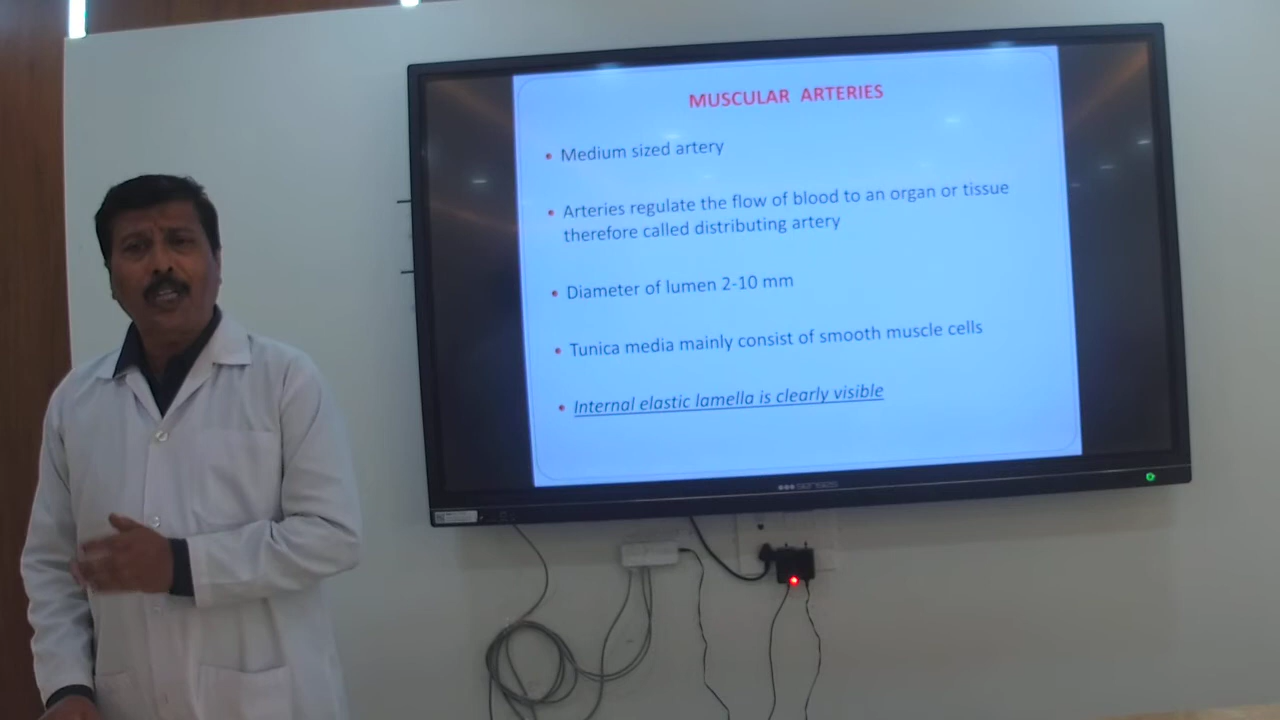 MUSCULAR ARTERIES
• Medium sized artery
• Arteries regulate the flow of blood to an organ or tissue
therefore called distributing artery
• Diameter of lumen 2-10 mm
• Tunica media mainly consist of smooth muscle cells
• Internal elastic lamella is clearly visible